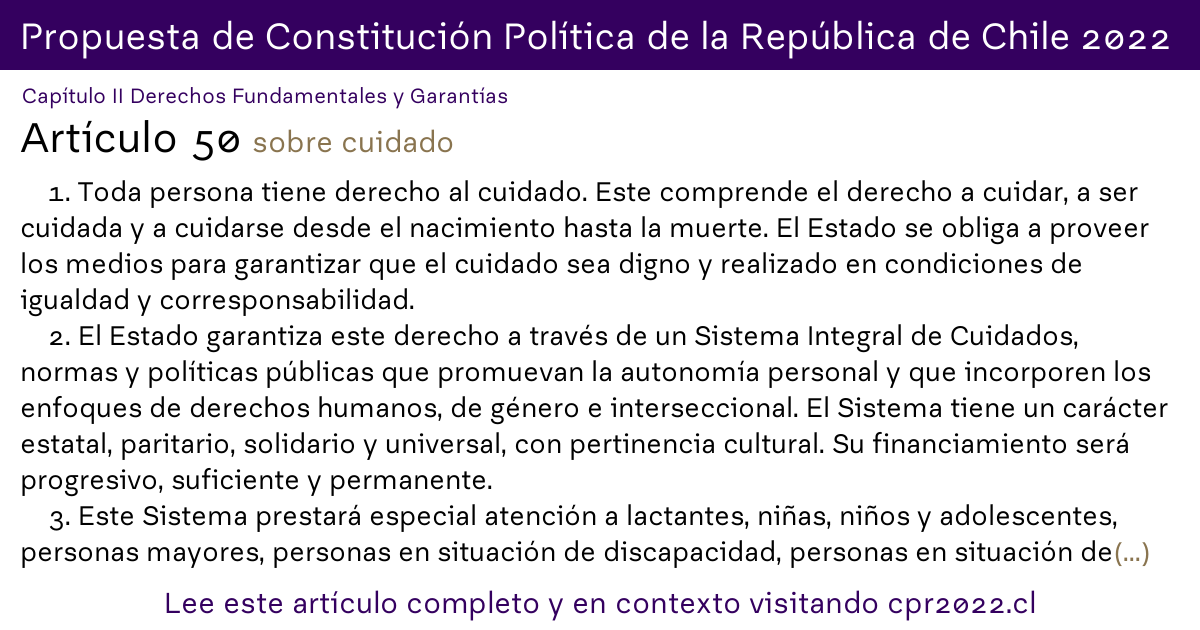 Propuesta de Constitución Política de la República de Chile 2022
Capítulo II Derechos Fundamentales y Garantías
Artículo 50 sobre cuidado
1. Toda persona tiene derecho al cuidado. Este comprende el derecho a cuidar, a ser
cuidada y a cuidarse desde el nacimiento hasta la muerte. El Estado se obliga a proveer
los medios para garantizar que el cuidado sea digno y realizado en condiciones de
igualdad y corresponsabilidad.
2. El Estado garantiza este derecho a través de un Sistema Integral de Cuidados,
normas y políticas públicas que promuevan la autonomía personal y que incorporen los
enfoques de derechos humanos, de género e interseccional. El Sistema tiene un carácter
estatal, paritario, solidario y universal, con pertinencia cultural. Su financiamiento será
progresivo, suficiente y permanente.
3. Este Sistema prestará especial atención a lactantes, niñas, niños y adolescentes,
personas mayores, personas en situación de discapacidad, personas en situación de(...)
Lee este artículo completo y en contexto visitando cpr2022.cl